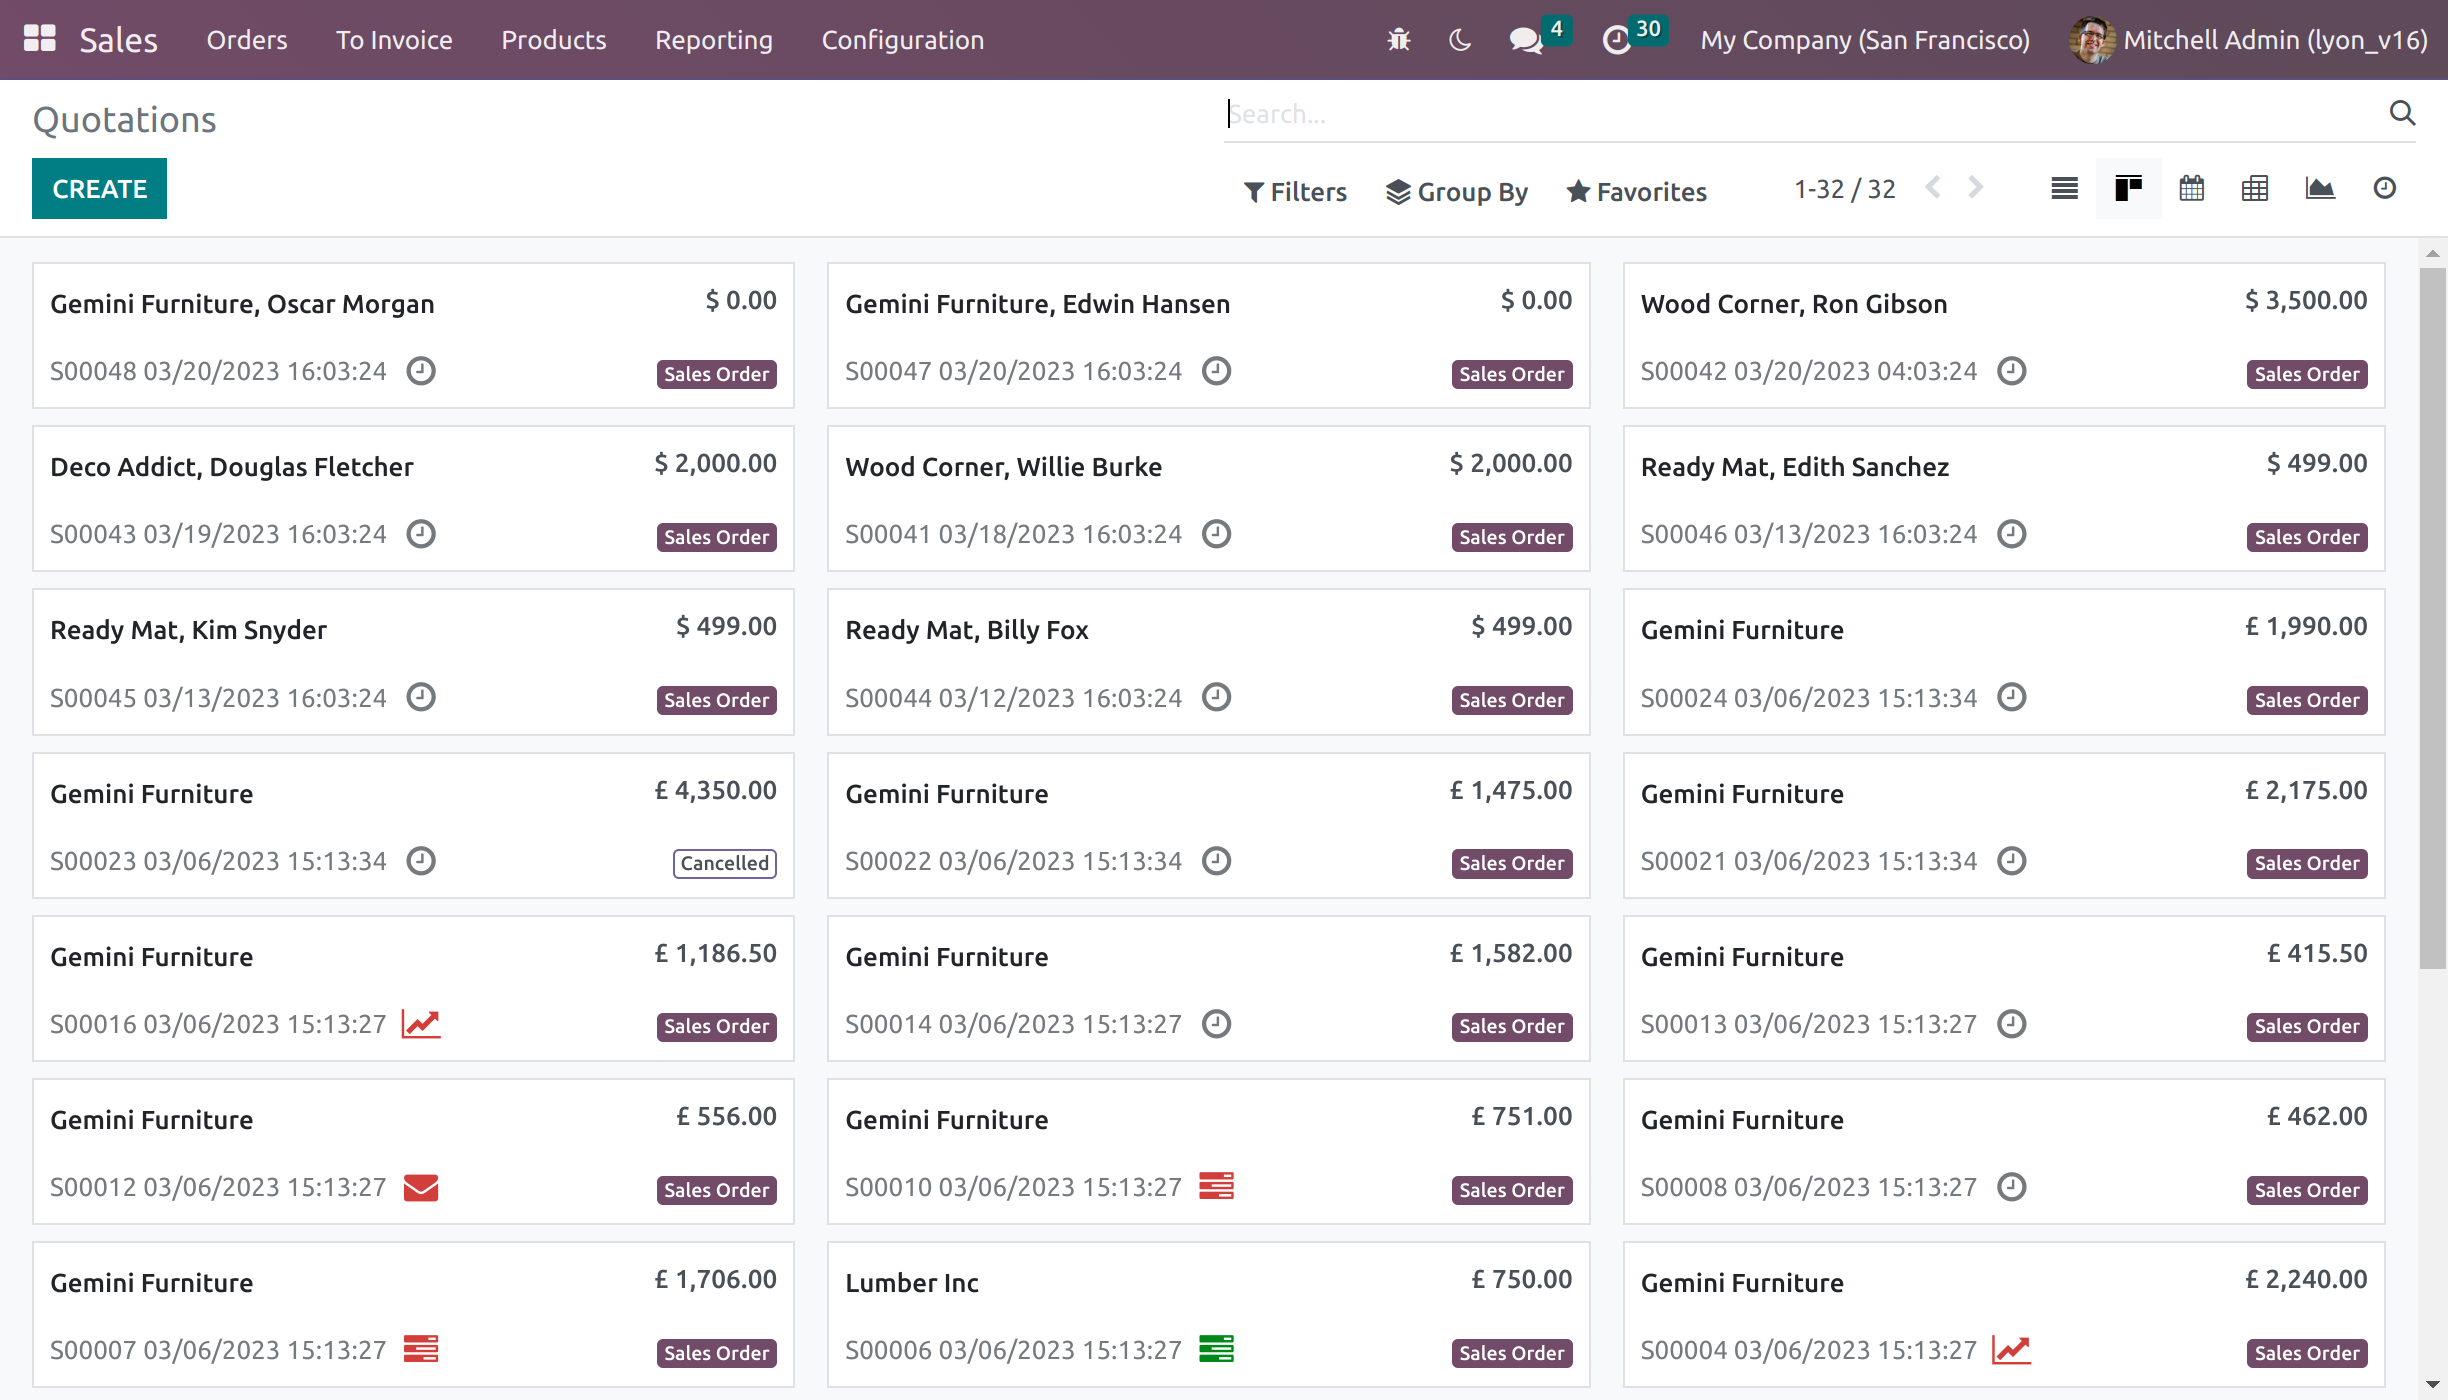 Sales Orders To Invoice Products Reporting Configuration 4 30 My Company (San Francisco) Mitchell Admin (lyon_v16)
Quotations
Search...
CREATE
Filters Group By Favorites 1-32 / 32
Gemini Furniture, Oscar Morgan $ 0.00
S00048 03/20/2023 16:03:24 Sales Order
Gemini Furniture, Edwin Hansen $ 0.00
S00047 03/20/2023 16:03:24 Sales Order
Wood Corner, Ron Gibson $ 3,500.00
S00042 03/20/2023 04:03:24 Sales Order
Deco Addict, Douglas Fletcher $ 2,000.00
S00043 03/19/2023 16:03:24 Sales Order
Wood Corner, Willie Burke $ 2,000.00
S00041 03/18/2023 16:03:24 Sales Order
Ready Mat, Edith Sanchez $ 499.00
S00046 03/13/2023 16:03:24 Sales Order
Ready Mat, Kim Snyder $ 499.00
S00045 03/13/2023 16:03:24 Sales Order
Ready Mat, Billy Fox $ 499.00
S00044 03/12/2023 16:03:24 Sales Order
Gemini Furniture £ 1,990.00
S00024 03/06/2023 15:13:34 Sales Order
Gemini Furniture £ 4,350.00
S00023 03/06/2023 15:13:34 Cancelled
Gemini Furniture £ 1,475.00
S00022 03/06/2023 15:13:34 Sales Order
Gemini Furniture £ 2,175.00
S00021 03/06/2023 15:13:34 Sales Order
Gemini Furniture £ 1,186.50
S00016 03/06/2023 15:13:27 Sales Order
Gemini Furniture £ 1,582.00
S00014 03/06/2023 15:13:27 Sales Order
Gemini Furniture £ 415.50
S00013 03/06/2023 15:13:27 Sales Order
Gemini Furniture £ 556.00
S00012 03/06/2023 15:13:27 Sales Order
Gemini Furniture £ 751.00
S00010 03/06/2023 15:13:27 Sales Order
Gemini Furniture £ 462.00
S00008 03/06/2023 15:13:27 Sales Order
Gemini Furniture £ 1,706.00
S00007 03/06/2023 15:13:27 Sales Order
Lumber Inc £ 750.00
S00006 03/06/2023 15:13:27 Sales Order
Gemini Furniture £ 2,240.00
S00004 03/06/2023 15:13:27 Sales Order